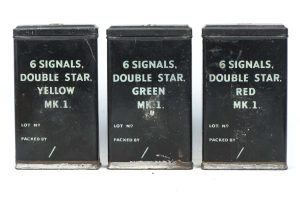 6 SIGNALS,
DOUBLE STAR,
YELLOW
MK.1.
LOT Nº
PACKED BY /
6 SIGNALS,
DOUBLE STAR,
GREEN
MK.1.
LOT Nº
PACKED BY /
6 SIGNALS,
DOUBLE STAR,
RED
MK.1.
LOT Nº
PACKED BY /